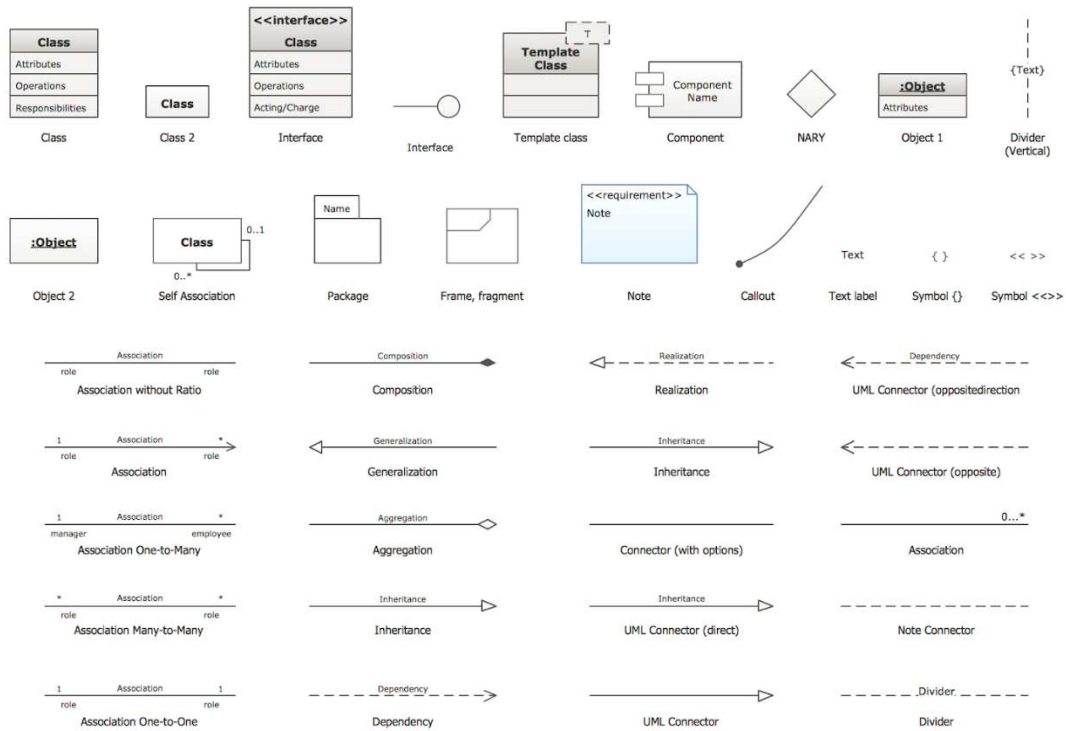 Class
Attributes
Operations
Responsibilities
Class
Class
Class 2
<<interface>>
Class
Attributes
Operations
Acting/Charge
Interface
Interface
T
Template
Class
Template class
Component
Name
Component
NARY
:Object
Attributes
Object 1
{Text}
Divider
(Vertical)
:Object
Object 2
Class
0..1
0..*
Self Association
Name
Package
Frame, fragment
<<requirement>>
Note
Note
Callout
Text
Text label
{ }
Symbol {}
<< >>
Symbol <<>>
Association
role role
Association without Ratio
Composition
Composition
Realization
Realization
Dependency
UML Connector (oppositedirection
1 Association *
role role
Association
Generalization
Generalization
Inheritance
Inheritance
UML Connector (opposite)
1 Association *
manager employee
Association One-to-Many
Aggregation
Aggregation
Connector (with options)
0...*
Association
* Association *
role role
Association Many-to-Many
Inheritance
Inheritance
Inheritance
UML Connector (direct)
Note Connector
1 Association 1
role role
Association One-to-One
Dependency
Dependency
UML Connector
Divider
Divider